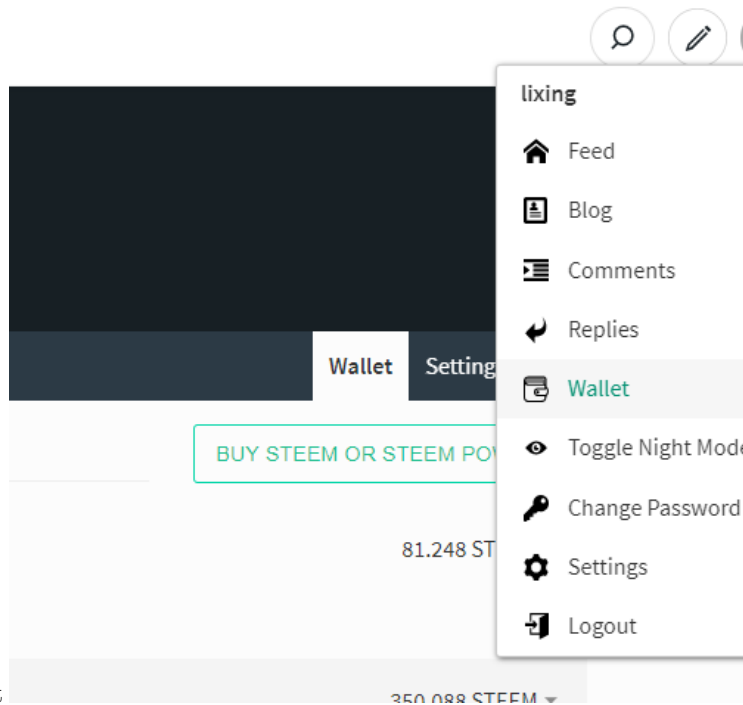 lixing
Feed
Blog
Comments
Replies
Wallet
Toggle Night Mode
Change Password
Settings
Logout
Wallet
Setting
BUY STEEM OR STEEM POW
81.248 ST
350.088 STEEM